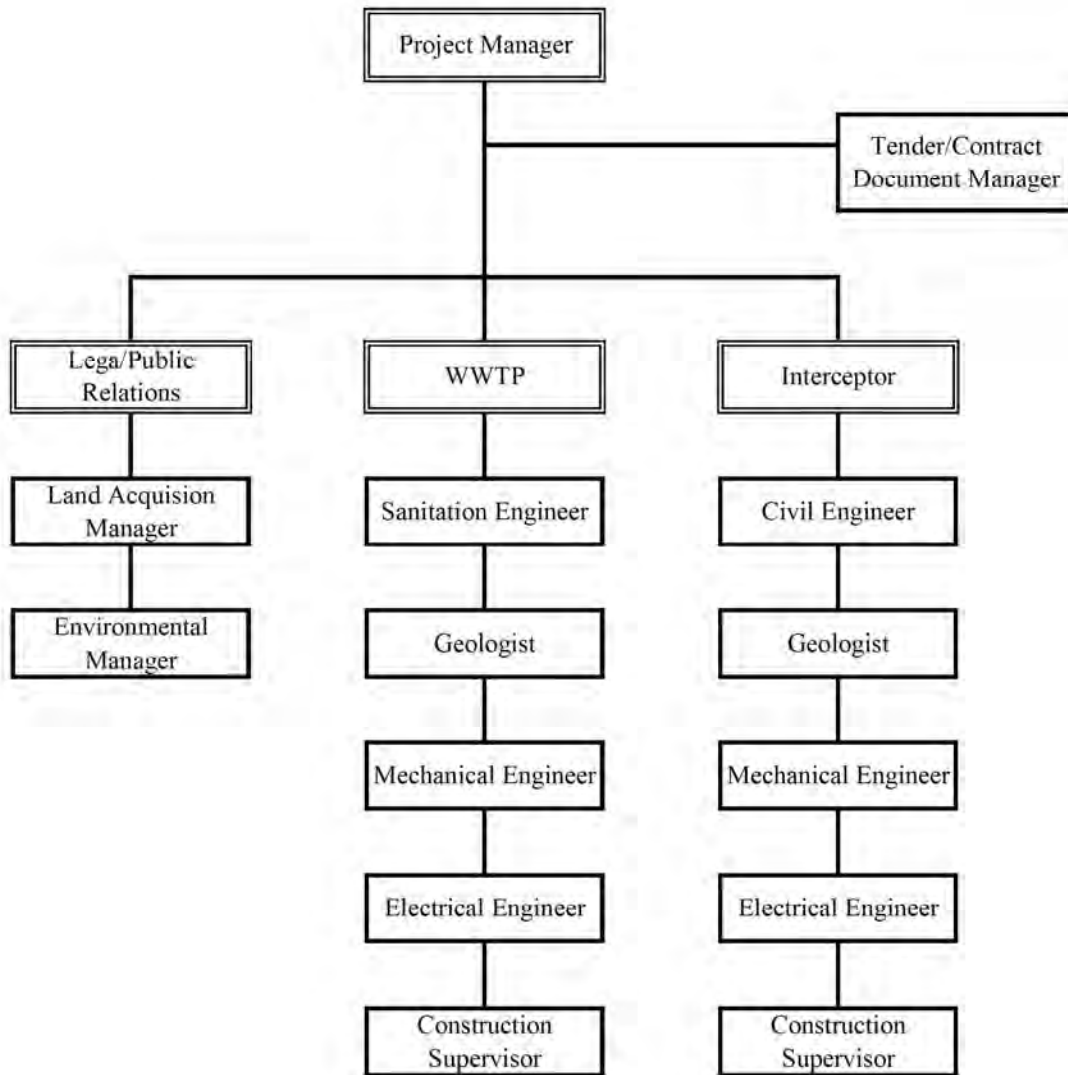 Project Manager
Tender/Contract
Document Manager
Lega/Public
Relations
WWTP
Interceptor
Land Acquision
Manager
Sanitation Engineer
Civil Engineer
Environmental
Manager
Geologist
Geologist
Mechanical Engineer
Mechanical Engineer
Electrical Engineer
Electrical Engineer
Construction
Supervisor
Construction
Supervisor